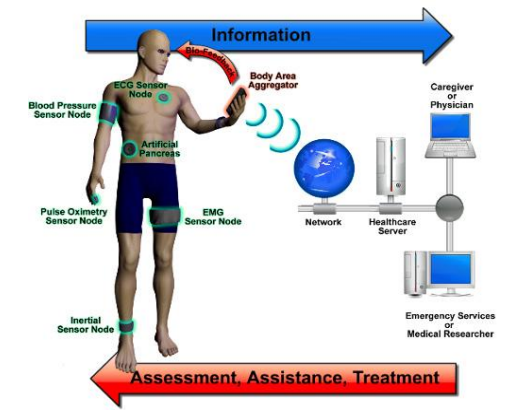 Information
Bio-Feedback
ECG Sensor
Node
Body Area
Aggregator
Blood Pressure
Sensor Node
Caregiver
or
Physician
Artificial
Pancreas
Pulse Oximetry
Sensor Node
EMG
Sensor Node
Network
Healthcare
Server
Inertial
Sensor Node
Emergency Services
or
Medical Researcher
Assessment, Assistance, Treatment